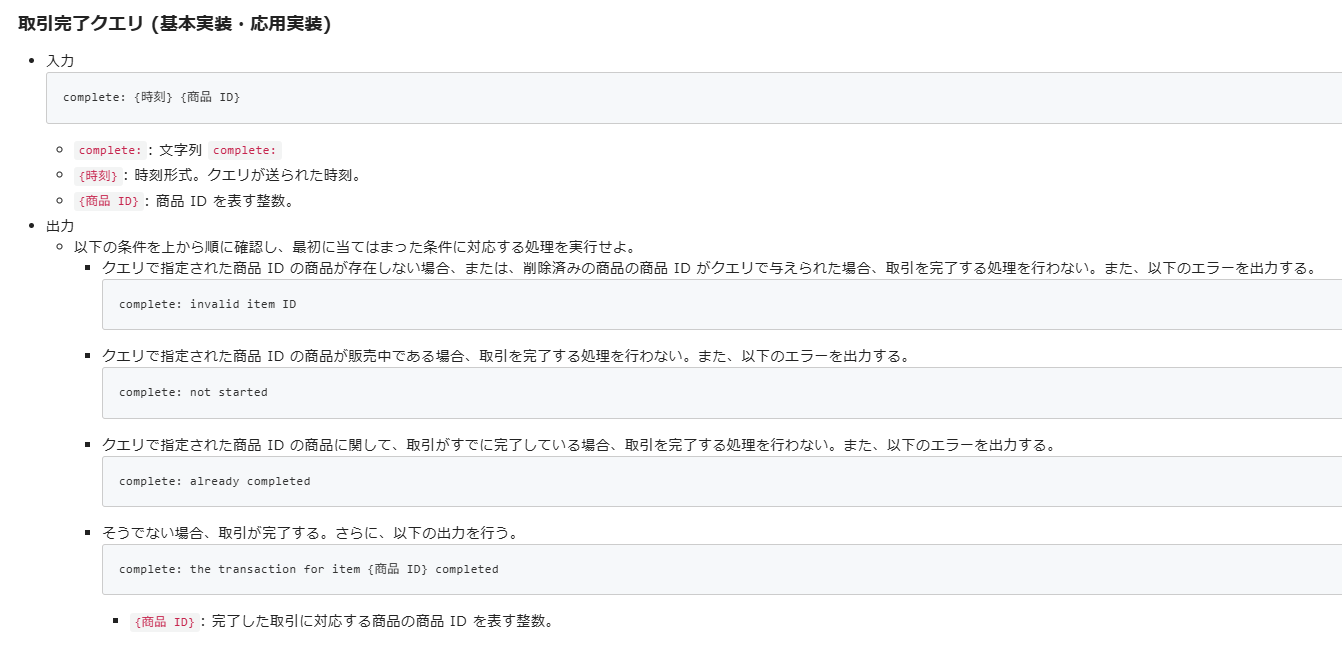 取引完了クエリ (基本実装・応用実装)
入力
complete: {時刻} {商品 ID}
complete: : 文字列 complete:
{時刻} : 時刻形式。クエリが送られた時刻。
{商品 ID} : 商品 ID を表す整数。
出力
以下の条件を上から順に確認し、最初に当てはまった条件に対応する処理を実行せよ。
クエリで指定された商品 ID の商品が存在しない場合、または、削除済みの商品の商品 ID がクエリで与えられた場合、取引を完了する処理を行わない。また、以下のエラーを出力する。
complete: invalid item ID
クエリで指定された商品 ID の商品が販売中である場合、取引を完了する処理を行わない。また、以下のエラーを出力する。
complete: not started
クエリで指定された商品 ID の商品に関して、取引がすでに完了している場合、取引を完了する処理を行わない。また、以下のエラーを出力する。
complete: already completed
そうでない場合、取引が完了する。さらに、以下の出力を行う。
complete: the transaction for item {商品 ID} completed
{商品 ID} : 完了した取引に対応する商品の商品 ID を表す整数。